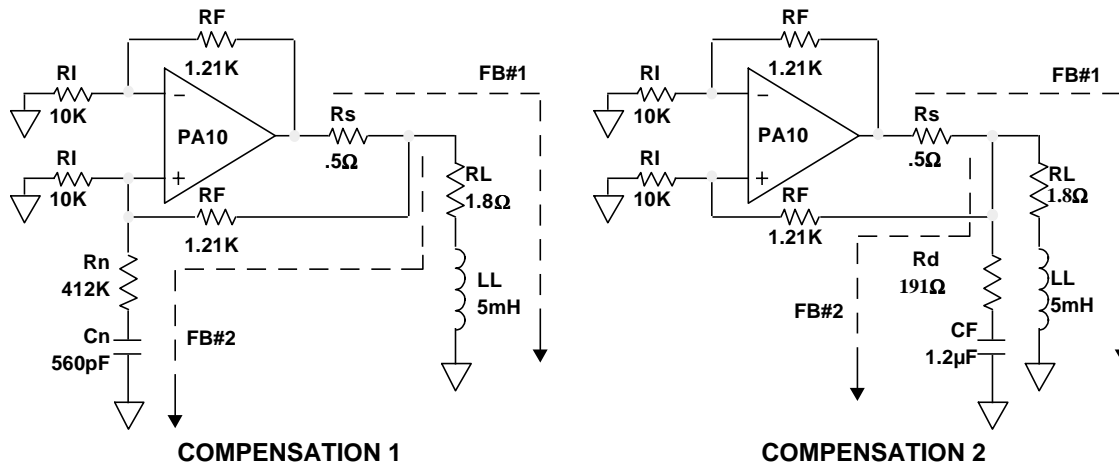 RF
1.21K
FB#1
RI
10K
PA10
Rs
.5Ω
RI
10K
RF
1.21K
RL
1.8Ω
Rn
412K
LL
5mH
Cn
560pF
FB#2
COMPENSATION 1
RF
1.21K
FB#1
RI
10K
PA10
Rs
.5Ω
RI
10K
RF
1.21K
RL
1.8Ω
Rd
191Ω
LL
5mH
FB#2
CF
1.2µF
COMPENSATION 2